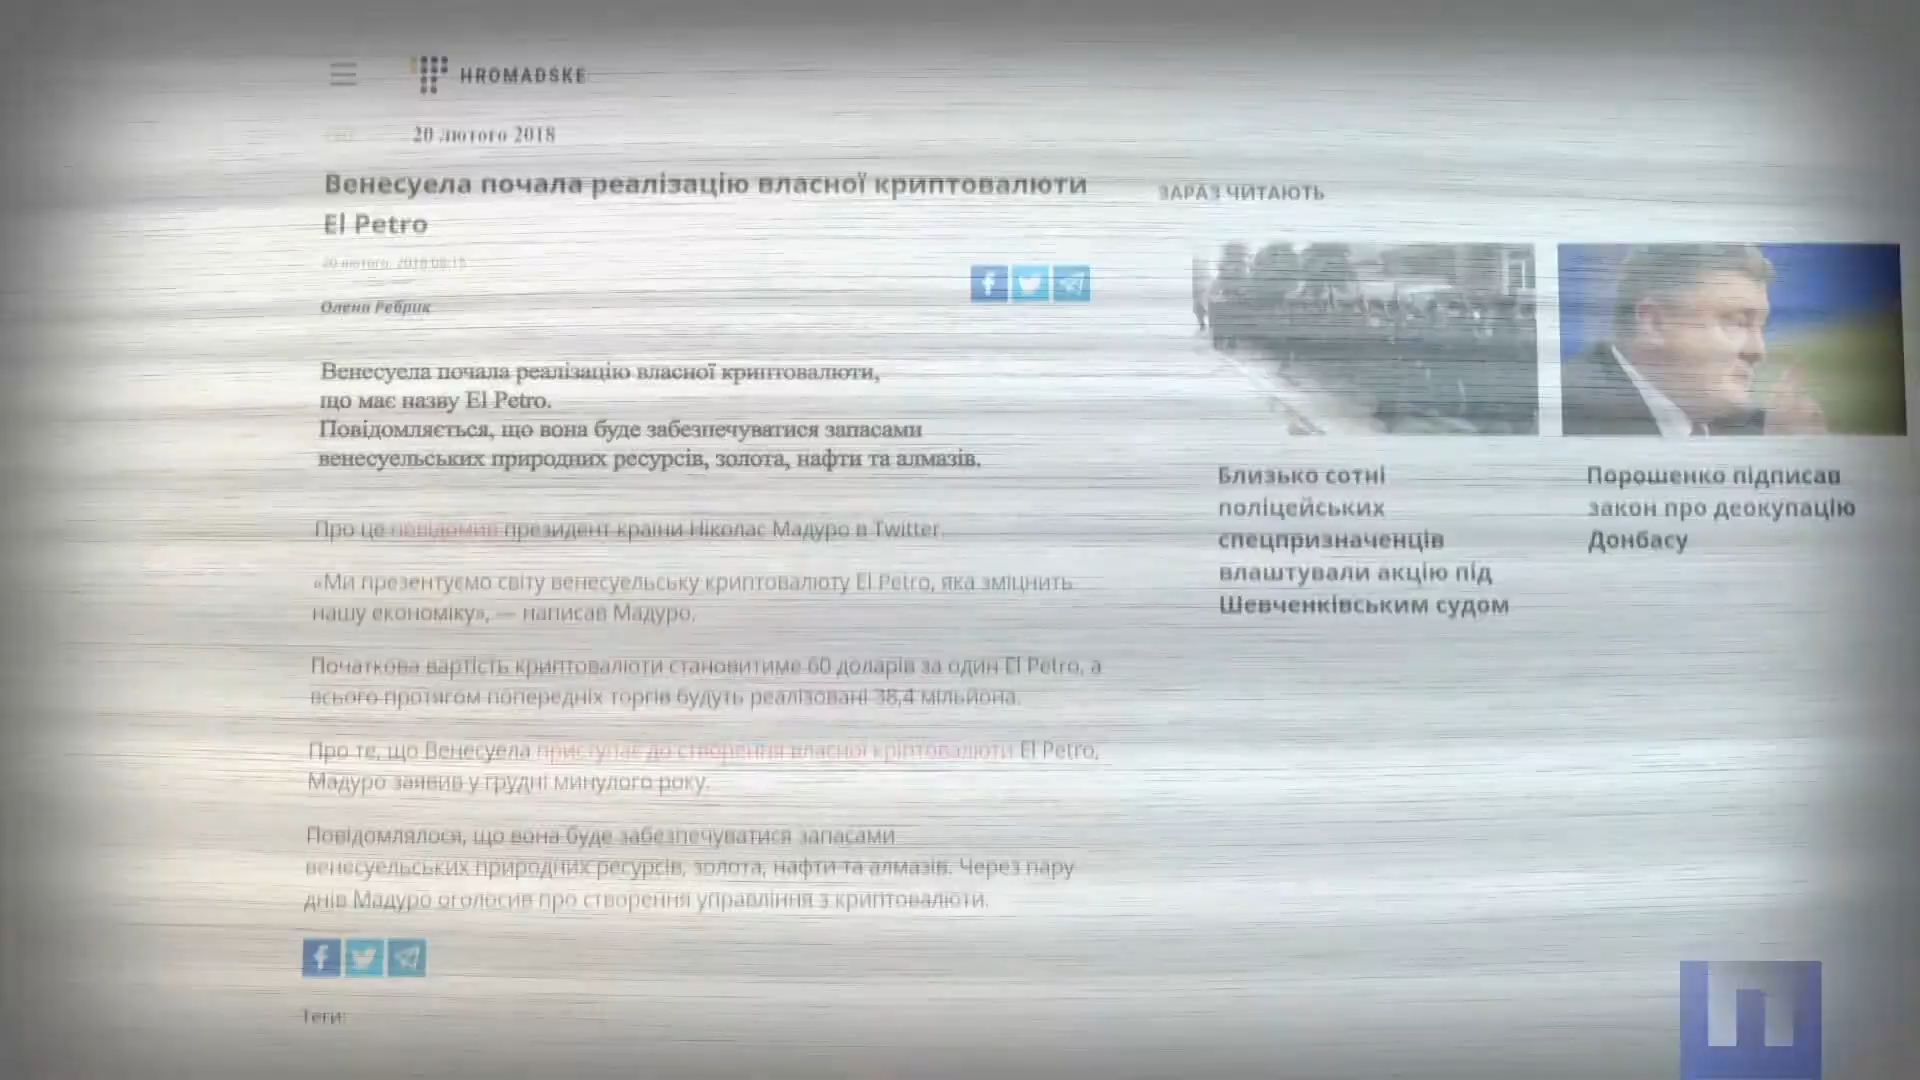 HROMADSKE
20 лютого 2018
Венесуела почала реалізацію власної криптовалюти
El Petro
20 лютого, 2018 08:15
Олена Ребрик
Венесуела почала реалізацію власної криптовалюти,
що має назву El Petro.
Повідомляється, що вона буде забезпечуватися запасами
венесуельських природних ресурсів, золота, нафти та алмазів.
Про це повідомив президент країни Ніколас Мадуро в Twitter.
«Ми презентуємо світу венесуельську криптовалюту El Petro, яка зміцнить
нашу економіку», — написав Мадуро.
Початкова вартість криптовалюти становитиме 60 доларів за один El Petro, а
всього протягом попередніх торгів будуть реалізовані 38,4 мільйона.
Про те, що Венесуела приступає до створення власної кріптовалюти El Petro,
Мадуро заявив у грудні минулого року.
Повідомлялося, що вона буде забезпечуватися запасами
венесуельських природних ресурсів, золота, нафти та алмазів. Через пару
днів Мадуро оголосив про створення управління з криптовалюти.
Теги:
ЗАРАЗ ЧИТАЮТЬ
Близько сотні
поліцейських
спецпризначенців
влаштували акцію під
Шевченківським судом
Порошенко підписав
закон про деокупацію
Донбасу